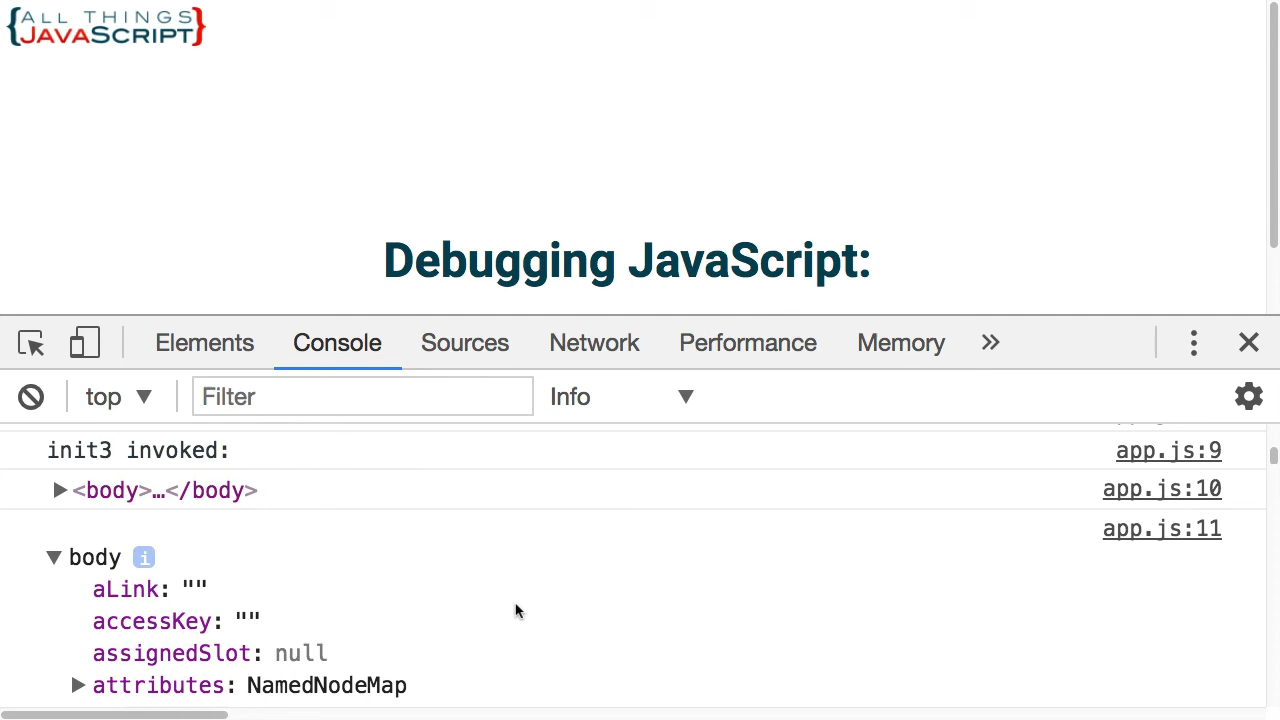 {ALL THINGS
JAVASCRIPT}
Debugging JavaScript:
Elements Console Sources Network Performance Memory »
top ▼ Filter Info ▼
init3 invoked: app.js:9
▶<body>…</body> app.js:10
app.js:11
▼ body i
aLink: ""
accessKey: ""
assignedSlot: null
▶ attributes: NamedNodeMap